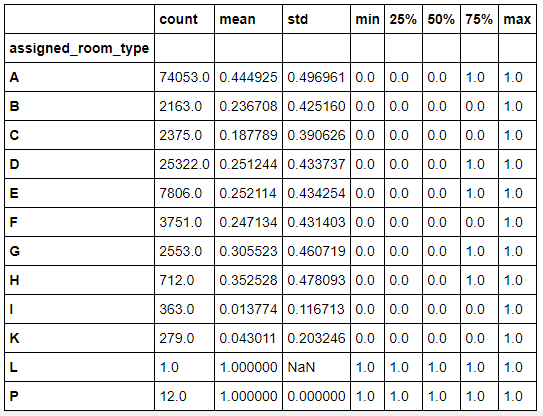 count mean std min 25% 50% 75% max
assigned_room_type
A 74053.0 0.444925 0.496961 0.0 0.0 0.0 1.0 1.0
B 2163.0 0.236708 0.425160 0.0 0.0 0.0 0.0 1.0
C 2375.0 0.187789 0.390626 0.0 0.0 0.0 0.0 1.0
D 25322.0 0.251244 0.433737 0.0 0.0 0.0 1.0 1.0
E 7806.0 0.252114 0.434254 0.0 0.0 0.0 1.0 1.0
F 3751.0 0.247134 0.431403 0.0 0.0 0.0 0.0 1.0
G 2553.0 0.305523 0.460719 0.0 0.0 0.0 1.0 1.0
H 712.0 0.352528 0.478093 0.0 0.0 0.0 1.0 1.0
I 363.0 0.013774 0.116713 0.0 0.0 0.0 0.0 1.0
K 279.0 0.043011 0.203246 0.0 0.0 0.0 0.0 1.0
L 1.0 1.000000 NaN 1.0 1.0 1.0 1.0 1.0
P 12.0 1.000000 0.000000 1.0 1.0 1.0 1.0 1.0